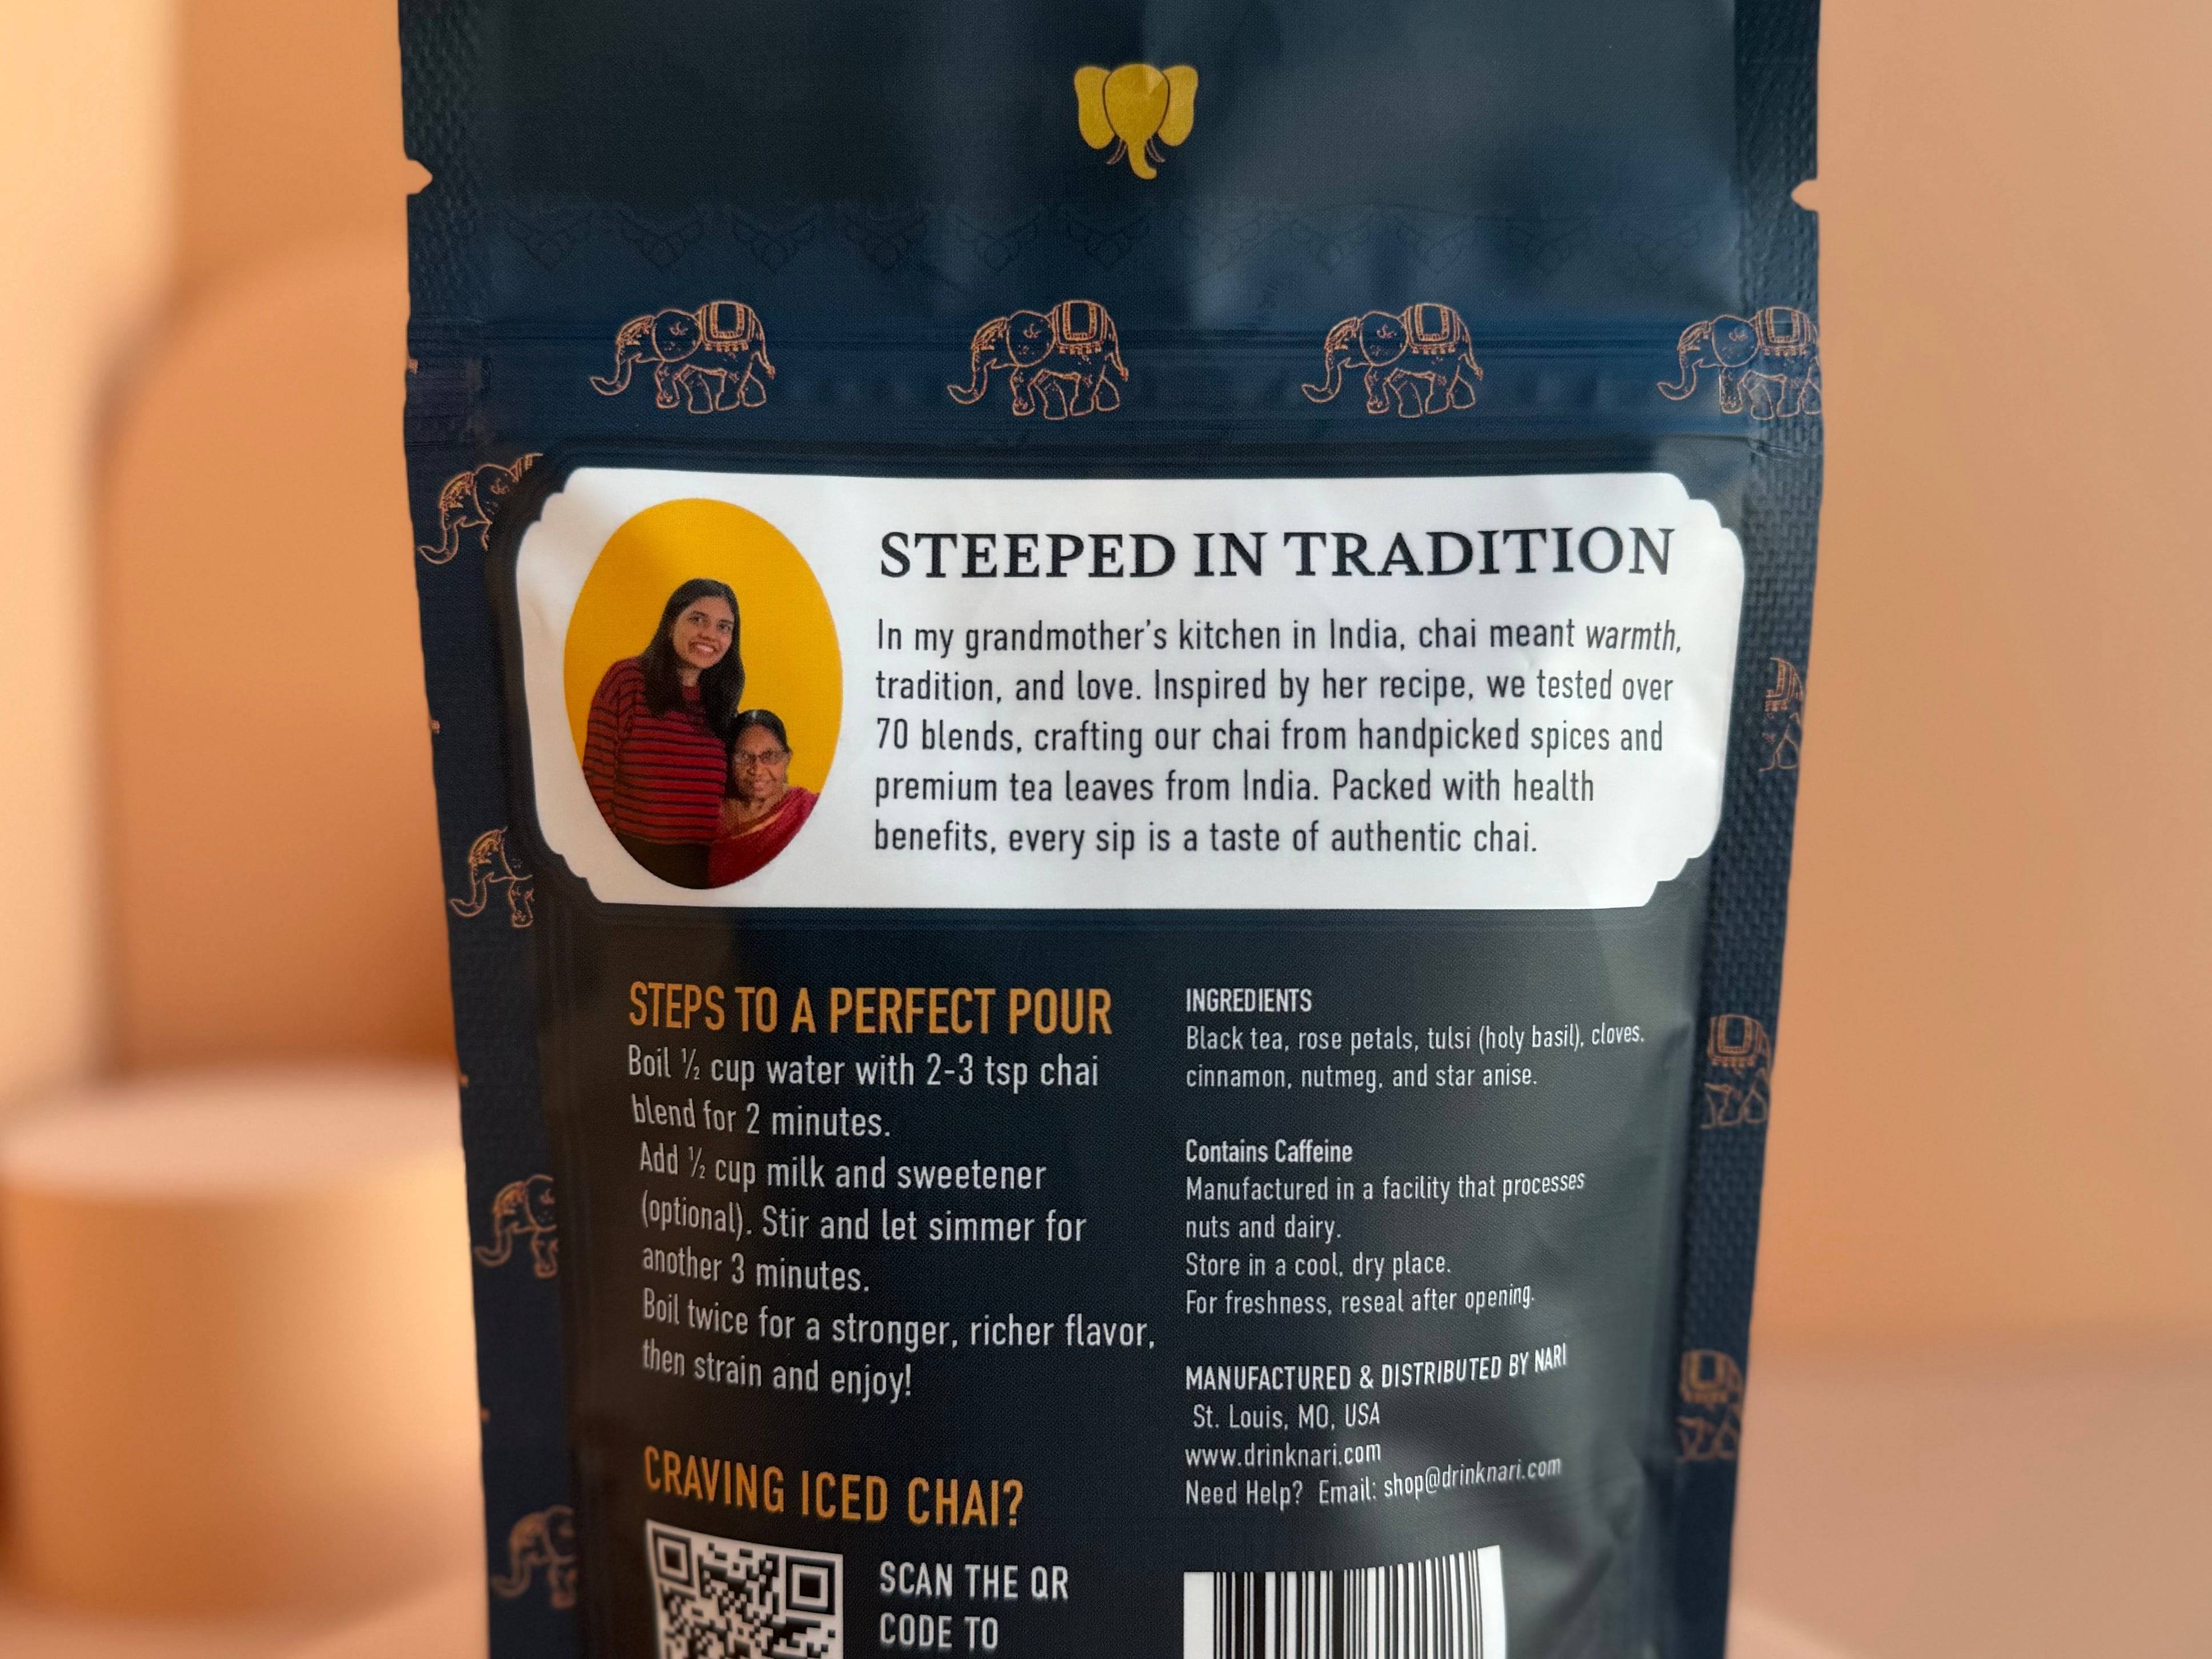 STEEPED IN TRADITION
In my grandmother's kitchen in India, chai meant warmth,
tradition, and love. Inspired by her recipe, we tested over
70 blends, crafting our chai from handpicked spices and
premium tea leaves from India. Packed with health
benefits, every sip is a taste of authentic chai.
STEPS TO A PERFECT POUR
Boil ½ cup water with 2-3 tsp chai
blend for 2 minutes.
Add ½ cup milk and sweetener
(optional). Stir and let simmer for
another 3 minutes.
Boil twice for a stronger, richer flavor,
then strain and enjoy!
CRAVING ICED CHAI?
SCAN THE QR
CODE TO
INGREDIENTS
Black tea, rose petals, tulsi (holy basil), cloves,
cinnamon, nutmeg, and star anise.
Contains Caffeine
Manufactured in a facility that processes
nuts and dairy.
Store in a cool, dry place.
For freshness, reseal after opening.
MANUFACTURED & DISTRIBUTED BY NARI
St. Louis, MO, USA
www.drinknari.com
Need Help? Email: shop@drinknari.com